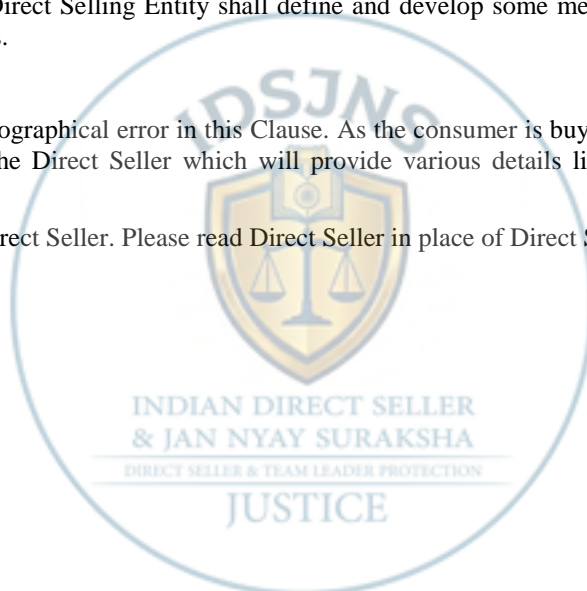 Direct Selling Entity shall define and develop some me
s.
ographical error in this Clause. As the consumer is buy
he Direct Seller which will provide various details li
rect Seller. Please read Direct Seller in place of Direct S
IDSJNS
INDIAN DIRECT SELLER
& JAN NYAY SURAKSHA
DIRECT SELLER & TEAM LEADER PROTECTION
JUSTICE